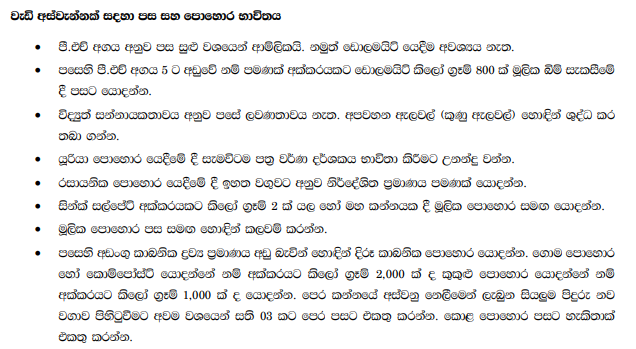 වැඩි අස්වැන්නක් සඳහා පස සහ පොහොර භාවිතය
• පී.එච් අගය අනුව පස සුළු වශයෙන් ආම්ලිකයි. නමුත් ඩොලමයිට් යෙදීම අවශ්‍යය නැත.
• පසෙහි පී.එච් අගය 5 ට අඩුවේ නම් පමණක් අක්කරයකට ඩොලමයිට් කිලෝ ග්‍රෑම් 800 ක් මූලික බිම් සැකසීමේ
දී පසට යොදන්න.
• විද්‍යුත් සන්නායකතාවය අනුව පසේ ලවණතාවය නැත. අපවහන ඇලවල් (කුණු ඇලවල්) හොඳින් ශුද්ධ කර
තබා ගන්න.
• යූරියා පොහොර යෙදීමේ දී සැමවිටම පත්‍ර වර්ණ දර්ශකය භාවිතා කිරීමට උනන්දු වන්න.
• රසායනික පොහොර යෙදීමේ දී ඉහත වගුවට අනුව නිර්දේශිත ප්‍රමාණය පමණක් යොදන්න.
• සින්ක් සල්පේට් අක්කරයකට කිලෝ ග්‍රෑම් 2 ක් යල හෝ මහ කන්නයක දී මූලික පොහොර සමඟ යොදන්න.
• මූලික පොහොර පස සමඟ හොඳින් කලවම් කරන්න.
• පසෙහි අඩංගු කාබනික ද්‍රව්‍ය ප්‍රමාණය අඩු බැවින් හොඳින් දිරූ කාබනික පොහොර යොදන්න. ගොම පොහොර
හෝ කොම්පෝස්ට් යොදන්නේ නම් අක්කරයට කිලෝ ග්‍රෑම් 2,000 ක් ද කුකුළු පොහොර යොදන්නේ නම්
අක්කරයකට කිලෝ ග්‍රෑම් 1,000 ක් ද යොදන්න. පෙර කන්නයේ අස්වනු නෙලීමෙන් ලැබුන සියලුම පිදුරු නව
වගාව පිහිටුවීමට අවම වශයෙන් සති 03 කට පෙර පසට එකතු කරන්න. කොළ පොහොර පසට හැකිතාක්
එකතු කරන්න.